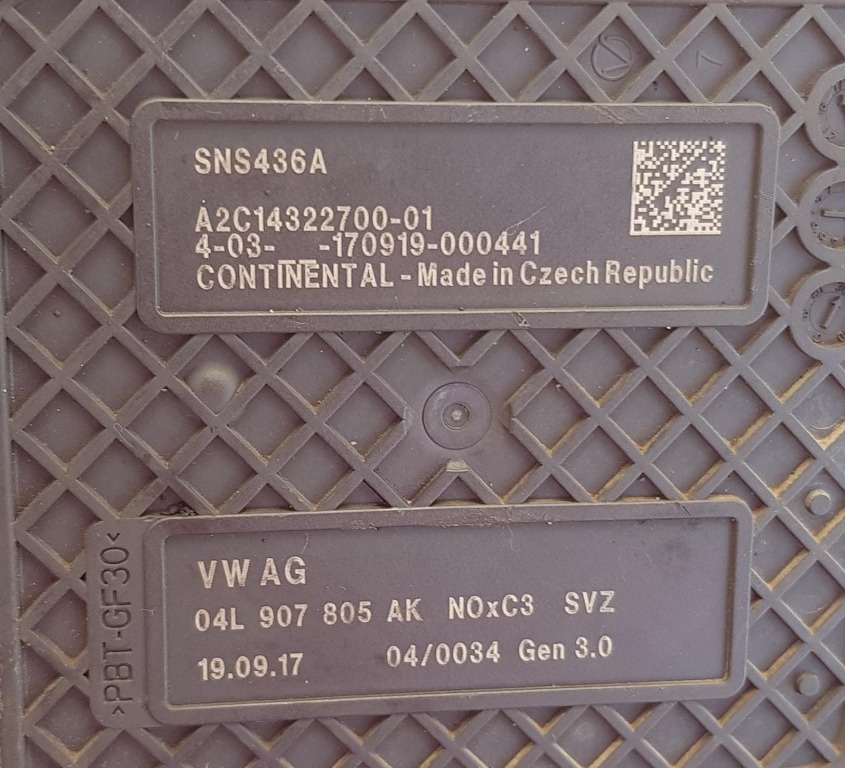 SNS436A
A2C14322700-01
4-03- -170919-000441
CONTINENTAL - Made in Czech Republic
>PBT-GF30<
VW AG
04L 907 805 AK NOxC3 SVZ
19.09.17 04/0034 Gen 3.0